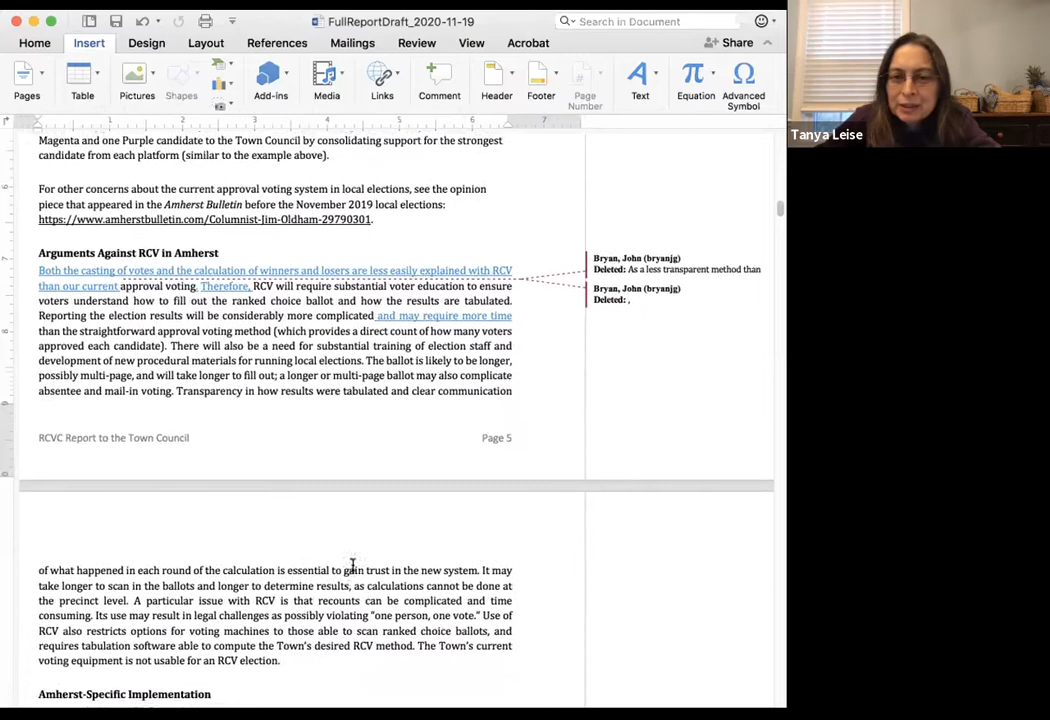 FullReportDraft_2020-11-19
Search in Document
Home Insert Design Layout References Mailings Review View Acrobat Share
Pages Table Pictures Shapes Add-ins Media Links Comment Header Footer Page Number Text Equation Advanced Symbol
1 2 3 4 5 6 7
Magenta and one Purple candidate to the Town Council by consolidating support for the strongest
candidate from each platform (similar to the example above).
For other concerns about the current approval voting system in local elections, see the opinion
piece that appeared in the Amherst Bulletin before the November 2019 local elections:
https://www.amherstbulletin.com/Columnist-Jim-Oldham-29790301.
Arguments Against RCV in Amherst
Both the casting of votes and the calculation of winners and losers are less easily explained with RCV
than our current approval voting. Therefore, RCV will require substantial voter education to ensure
voters understand how to fill out the ranked choice ballot and how the results are tabulated.
Reporting the election results will be considerably more complicated and may require more time
than the straightforward approval voting method (which provides a direct count of how many voters
approved each candidate). There will also be a need for substantial training of election staff and
development of new procedural materials for running local elections. The ballot is likely to be longer,
possibly multi-page, and will take longer to fill out; a longer or multi-page ballot may also complicate
absentee and mail-in voting. Transparency in how results were tabulated and clear communication
RCVC Report to the Town Council
Page 5
of what happened in each round of the calculation is essential to gain trust in the new system. It may
take longer to scan in the ballots and longer to determine results, as calculations cannot be done at
the precinct level. A particular issue with RCV is that recounts can be complicated and time
consuming. Its use may result in legal challenges as possibly violating "one person, one vote." Use of
RCV also restricts options for voting machines to those able to scan ranked choice ballots, and
requires tabulation software able to compute the Town's desired RCV method. The Town's current
voting equipment is not usable for an RCV election.
Amherst-Specific Implementation
Bryan, John (bryanjg)
Deleted: As a less transparent method than
Bryan, John (bryanjg)
Deleted: ,
Tanya Leise